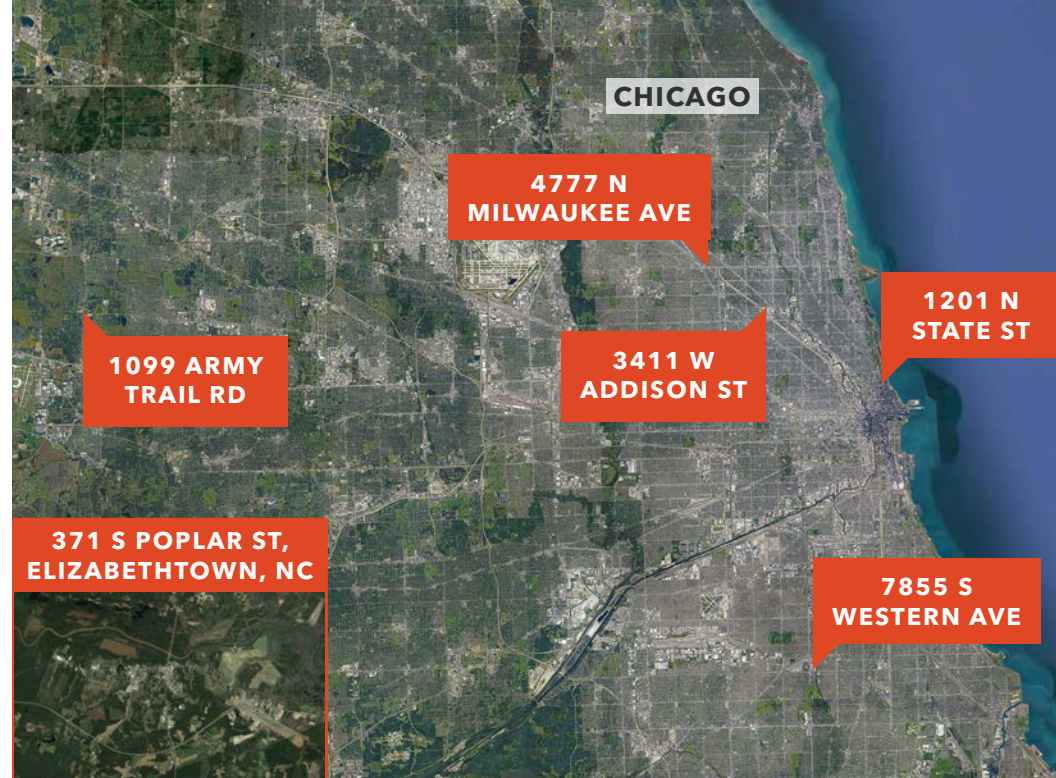 CHICAGO
4777 N
MILWAUKEE AVE
1201 N
STATE ST
1099 ARMY
TRAIL RD
3411 W
ADDISON ST
371 S POPLAR ST,
ELIZABETHTOWN, NC
7855 S
WESTERN AVE